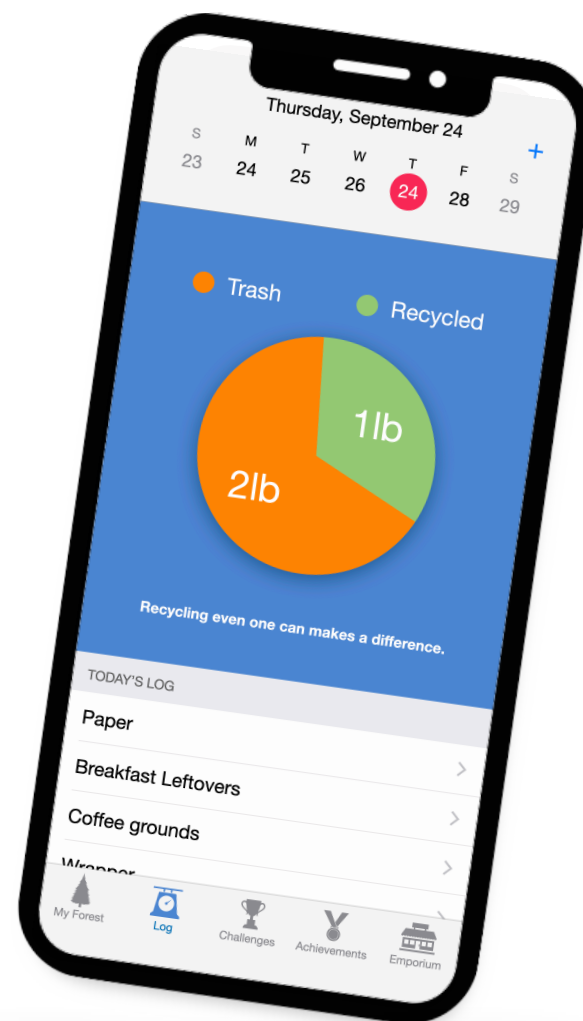 Thursday, September 24
+
S M T W T F S
23 24 25 26 24 28 29
Trash Recycled
1lb
2lb
Recycling even one can makes a difference.
TODAY'S LOG
Paper
Breakfast Leftovers
Coffee grounds
Wrapper
My Forest Log Challenges Achievements Emporium